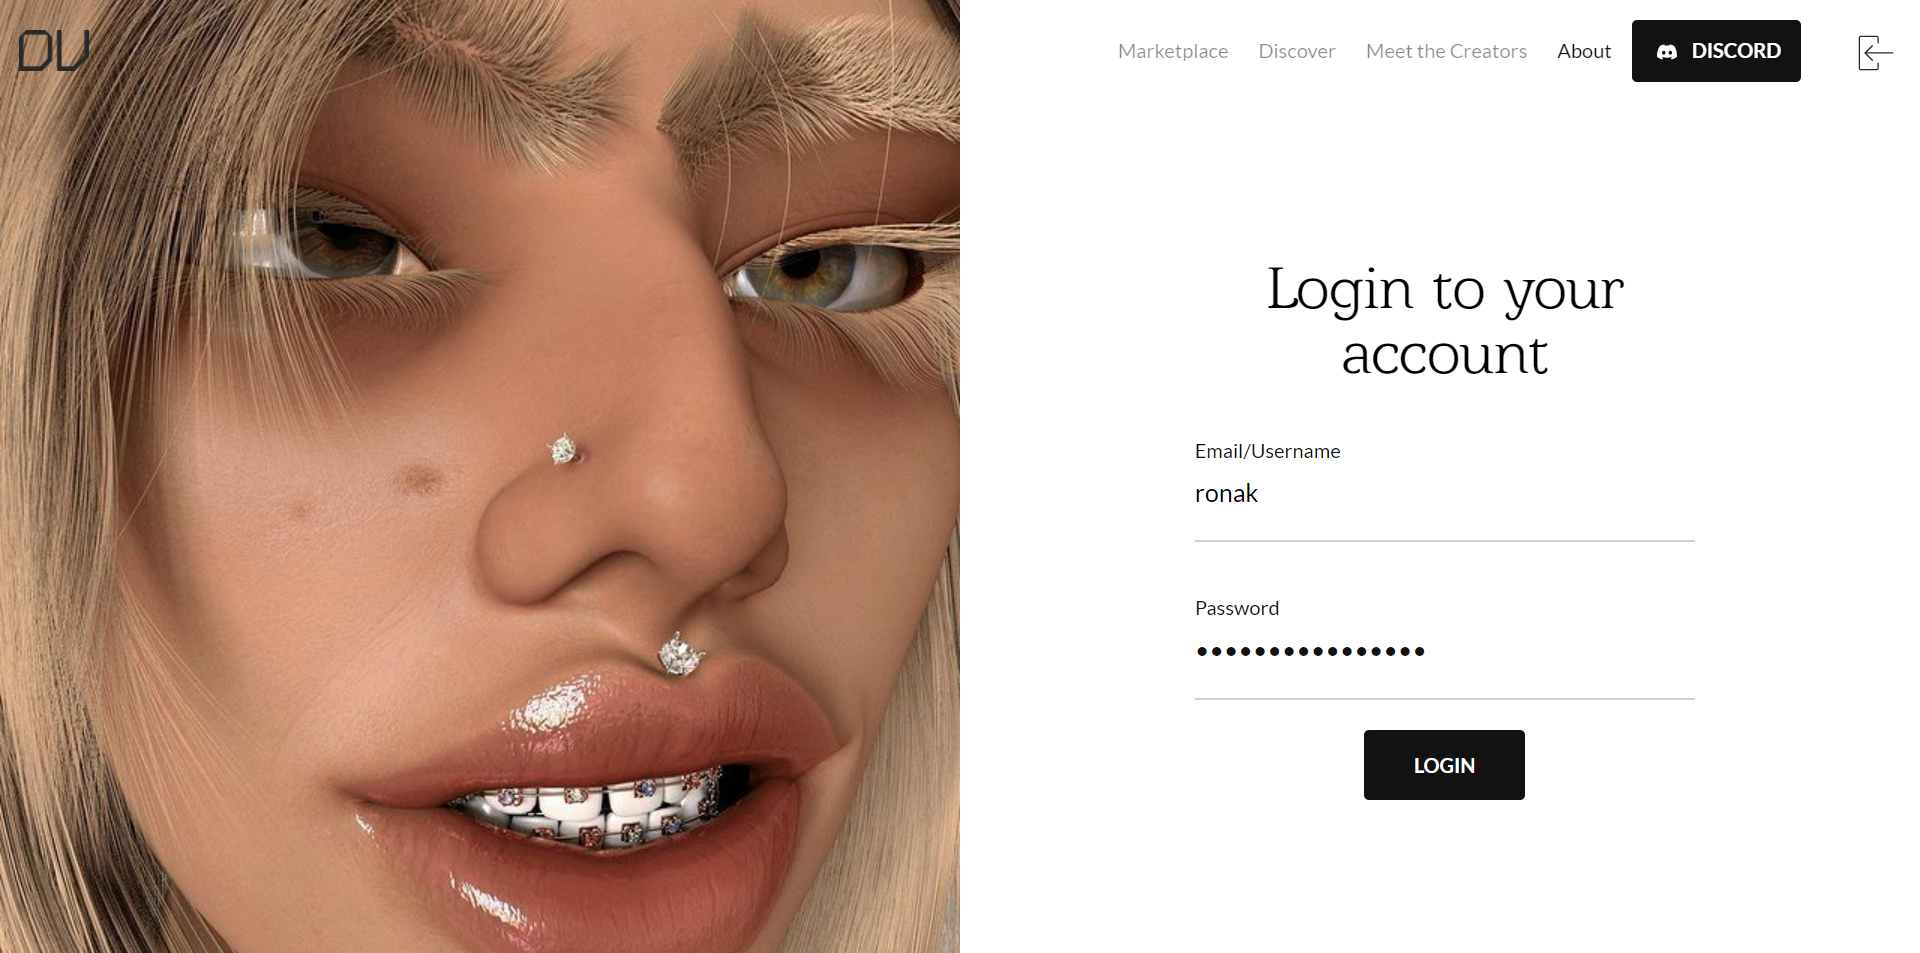 DU
Marketplace Discover Meet the Creators About DISCORD
Login to your
account
Email/Username
ronak
Password
••••••••••••••••
LOGIN